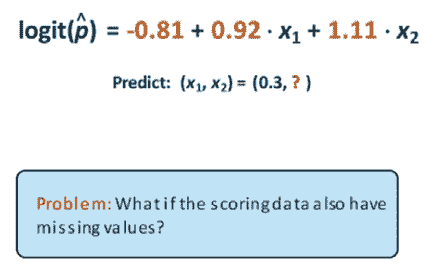 logit(p̂) = -0.81 + 0.92 · x₁ + 1.11 · x₂
Predict: (x₁, x₂) = (0.3, ? )
Problem: What if the scoring data also have
missing values?